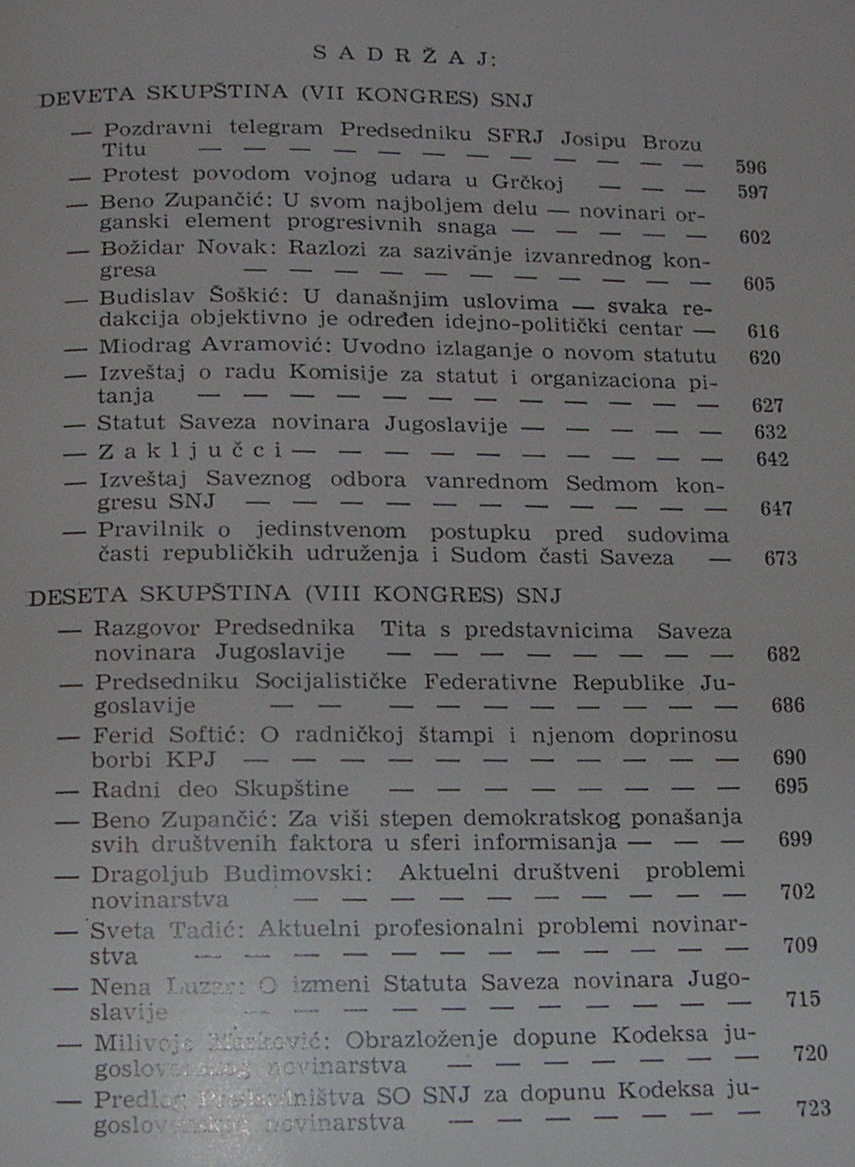 S A D R Ž A J:
DEVETA SKUPŠTINA (VII KONGRES) SNJ
— Pozdravni telegram Predsedniku SFRJ Josipu Brozu
Titu — — — — — — — — — — — — 596
— Protest povodom vojnog udara u Grčkoj — — — 597
— Beno Zupančić: U svom najboljem delu — novinari or-
ganski element progresivnih snaga — — — — — 602
— Božidar Novak: Razlozi za sazivanje izvanrednog kon-
gresa — — — — — — — — — — — 605
— Budislav Šoškić: U današnjim uslovima — svaka re-
dakcija objektivno je određen idejno-politički centar — 616
— Miodrag Avramović: Uvodno izlaganje o novom statutu 620
— Izveštaj o radu Komisije za statut i organizaciona pi-
tanja — — — — — — — — — — — — 627
— Statut Saveza novinara Jugoslavije — — — — — 632
— Z a k l j u č c i — — — — — — — — — — 642
— Izveštaj Saveznog odbora vanrednom Sedmom kon-
gresu SNJ — — — — — — — — — — — 647
— Pravilnik o jedinstvenom postupku pred sudovima
časti republičkih udruženja i Sudom časti Saveza — 673
DESETA SKUPŠTINA (VIII KONGRES) SNJ
— Razgovor Predsednika Tita s predstavnicima Saveza
novinara Jugoslavije — — — — — — — — 682
— Predsedniku Socijalističke Federativne Republike Ju-
goslavije — — — — — — — — — — 686
— Ferid Softić: O radničkoj štampi i njenom doprinosu
borbi KPJ — — — — — — — — — — — 690
— Radni deo Skupštine — — — — — — — — 695
— Beno Zupančić: Za viši stepen demokratskog ponašanja
svih društvenih faktora u sferi informisanja — — — 699
— Dragoljub Budimovski: Aktuelni društveni problemi
novinarstva — — — — — — — — — — 702
— Sveta Tadić: Aktuelni profesionalni problemi novinar-
stva — — — — — — — — — — — — 709
— Nena Luzar: O izmeni Statuta Saveza novinara Jugo-
slavije — — — — — — — — — — — 715
— Milivoje Marković: Obrazloženje dopune Kodeksa ju-
goslovenskog novinarstva — — — — — — — 720
— Predlog Predsedništva SO SNJ za dopunu Kodeksa ju-
goslovenskog novinarstva — — — — — — — 723